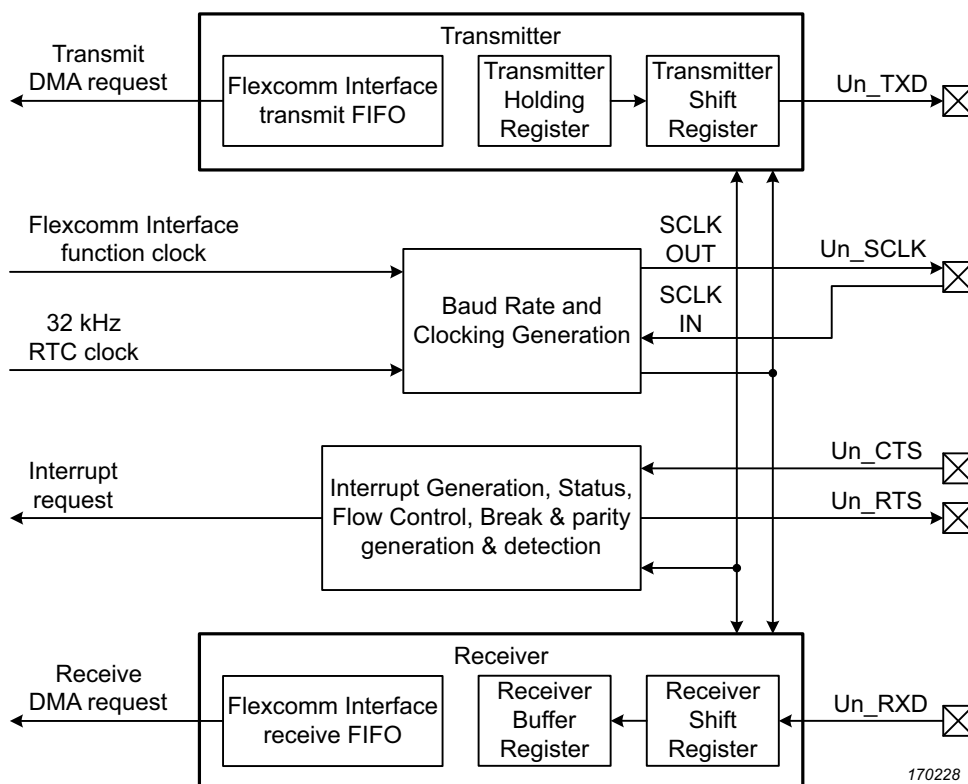 Transmitter
Transmit
DMA request
Flexcomm Interface
transmit FIFO
Transmitter
Holding
Register
Transmitter
Shift
Register
Un_TXD
Flexcomm Interface
function clock
SCLK
OUT
Un_SCLK
Baud Rate and
Clocking Generation
SCLK
IN
32 kHz
RTC clock
Un_CTS
Interrupt
request
Interrupt Generation, Status,
Flow Control, Break & parity
generation & detection
Un_RTS
Receiver
Receive
DMA request
Flexcomm Interface
receive FIFO
Receiver
Buffer
Register
Receiver
Shift
Register
Un_RXD
170228